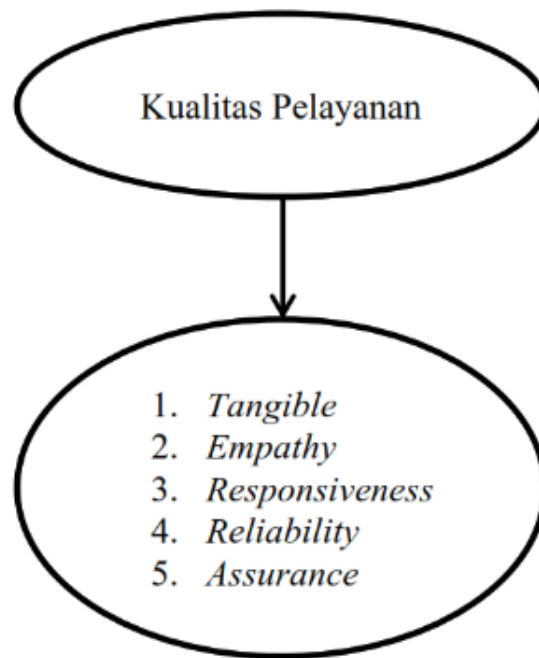 Kualitas Pelayanan
1. Tangible
2. Empathy
3. Responsiveness
4. Reliability
5. Assurance